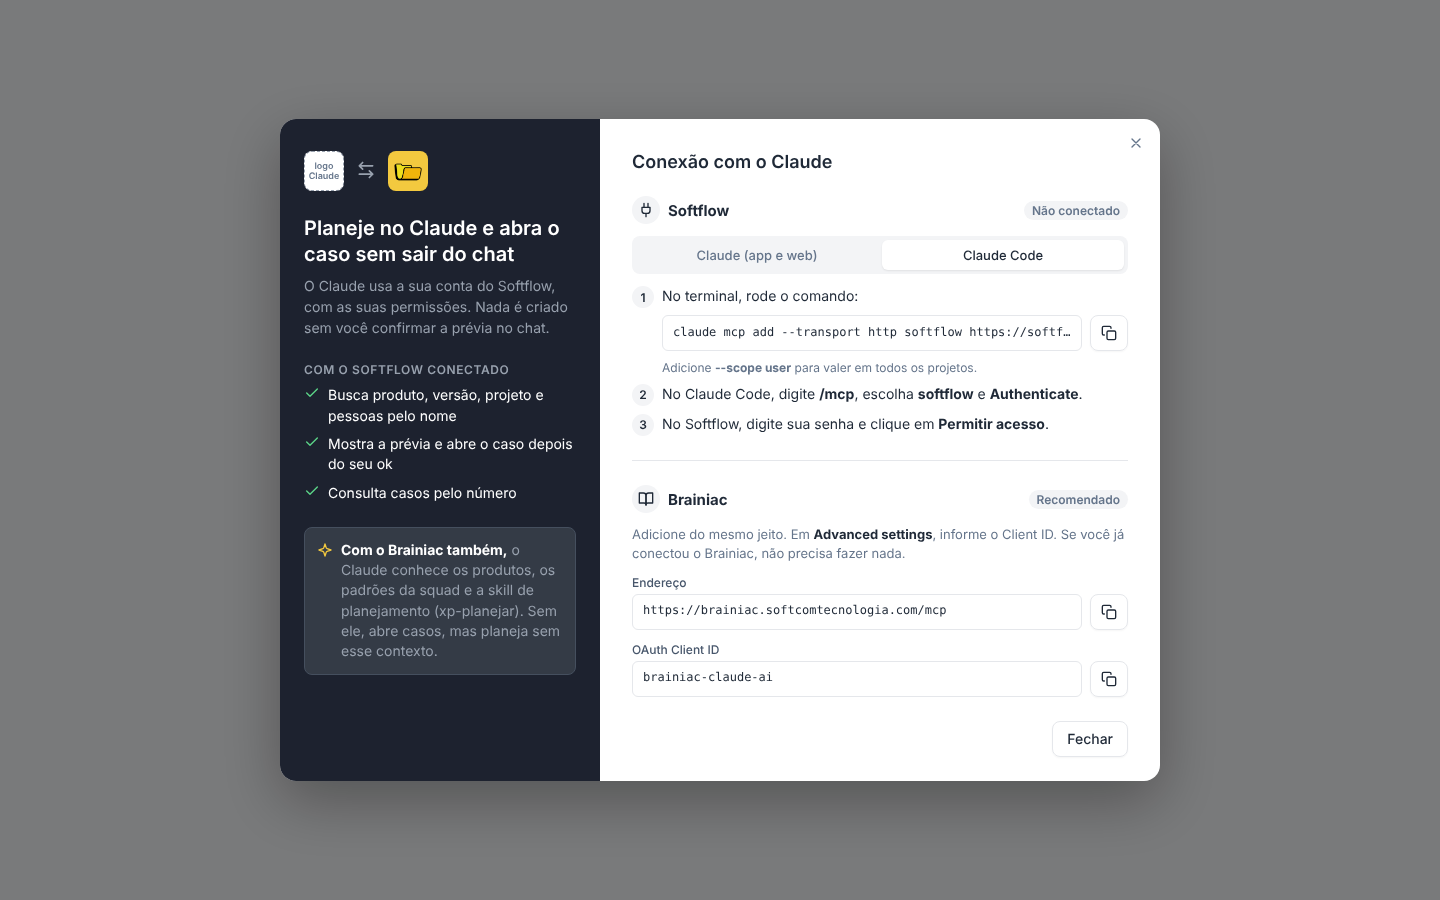 logo
Claude
Planeje no Claude e abra o
caso sem sair do chat
O Claude usa a sua conta do Softflow,
com as suas permissões. Nada é criado
sem você confirmar a prévia no chat.
COM O SOFTFLOW CONECTADO
Busca produto, versão, projeto e
pessoas pelo nome
Mostra a prévia e abre o caso depois
do seu ok
Consulta casos pelo número
Com o Brainiac também, o
Claude conhece os produtos, os
padrões da squad e a skill de
planejamento (xp-planejar). Sem
ele, abre casos, mas planeja sem
esse contexto.
Conexão com o Claude
Softflow
Não conectado
Claude (app e web)
Claude Code
1 No terminal, rode o comando:
claude mcp add --transport http softflow https://softf…
Adicione --scope user para valer em todos os projetos.
2 No Claude Code, digite /mcp, escolha softflow e Authenticate.
3 No Softflow, digite sua senha e clique em Permitir acesso.
Brainiac
Recomendado
Adicione do mesmo jeito. Em Advanced settings, informe o Client ID. Se você já
conectou o Brainiac, não precisa fazer nada.
Endereço
https://brainiac.softcomtecnologia.com/mcp
OAuth Client ID
brainiac-claude-ai
Fechar